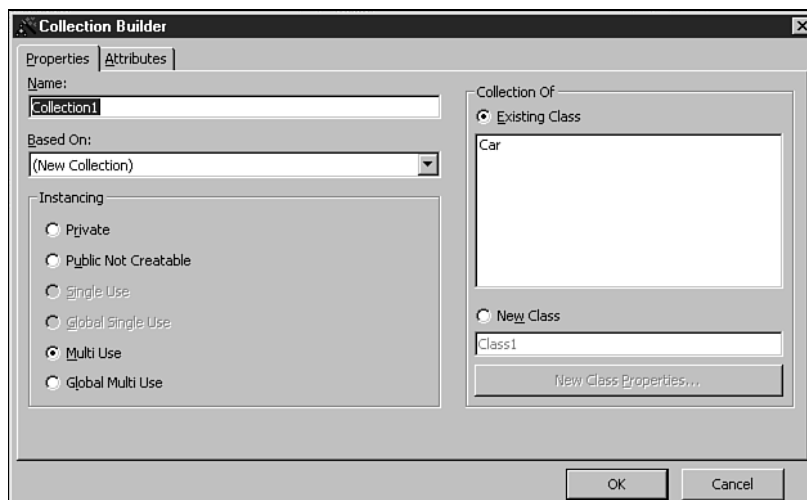 Collection Builder
Properties
Attributes
Name:
Collection1
Based On:
(New Collection)
Instancing
Private
Public Not Creatable
Single Use
Global Single Use
Multi Use
Global Multi Use
Collection Of
Existing Class
Car
New Class
Class1
New Class Properties...
OK
Cancel